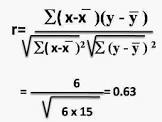 r= ∑(x-x̄)(y - ȳ) / √∑(x-x̄)² √∑(y - ȳ)²
= 6 / √6 x 15 = 0.63